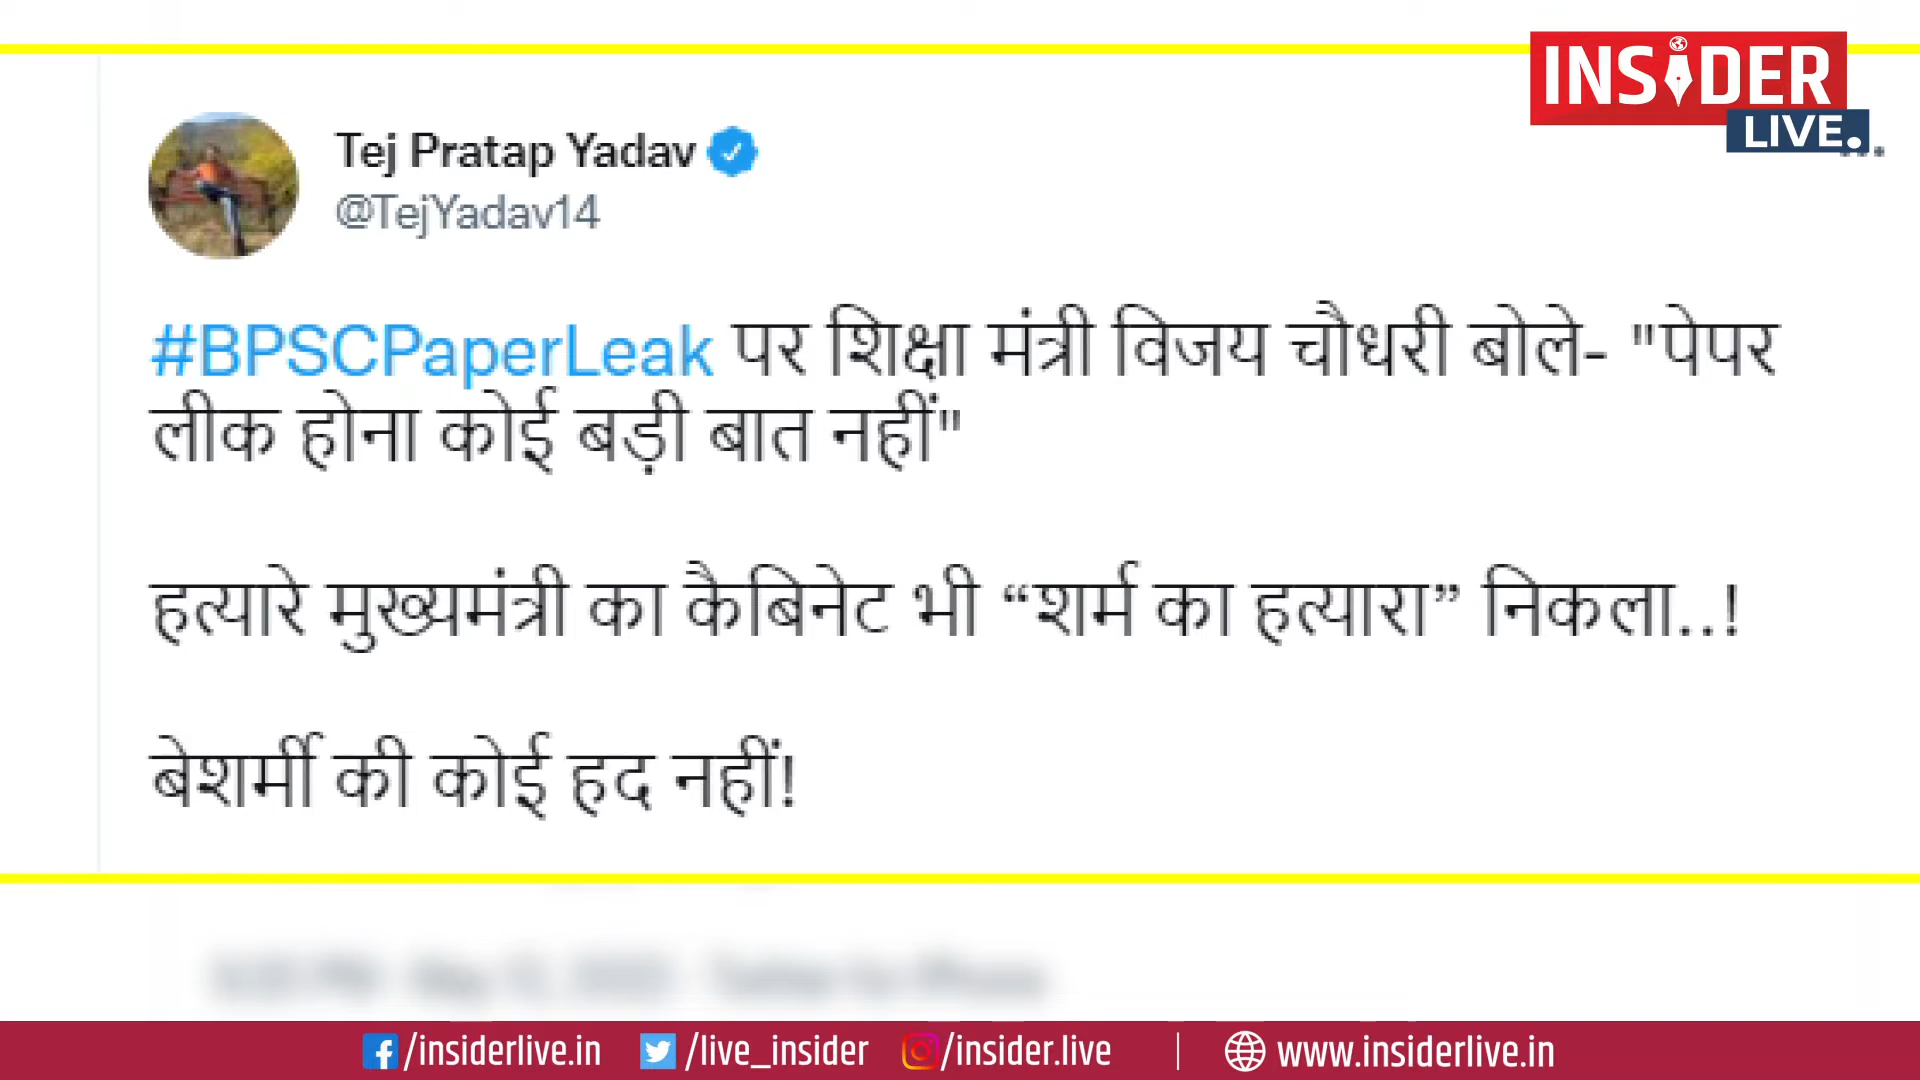 INSiDER
LIVE.
Tej Pratap Yadav
@TejYadav14
#BPSCPaperLeak पर शिक्षा मंत्री विजय चौधरी बोले- "पेपर
लीक होना कोई बड़ी बात नहीं"
हत्यारे मुख्यमंत्री का कैबिनेट भी “शर्म का हत्यारा” निकला..!
बेशर्मी की कोई हद नहीं!
/insiderlive.in /live_insider /insider.live | www.insiderlive.in